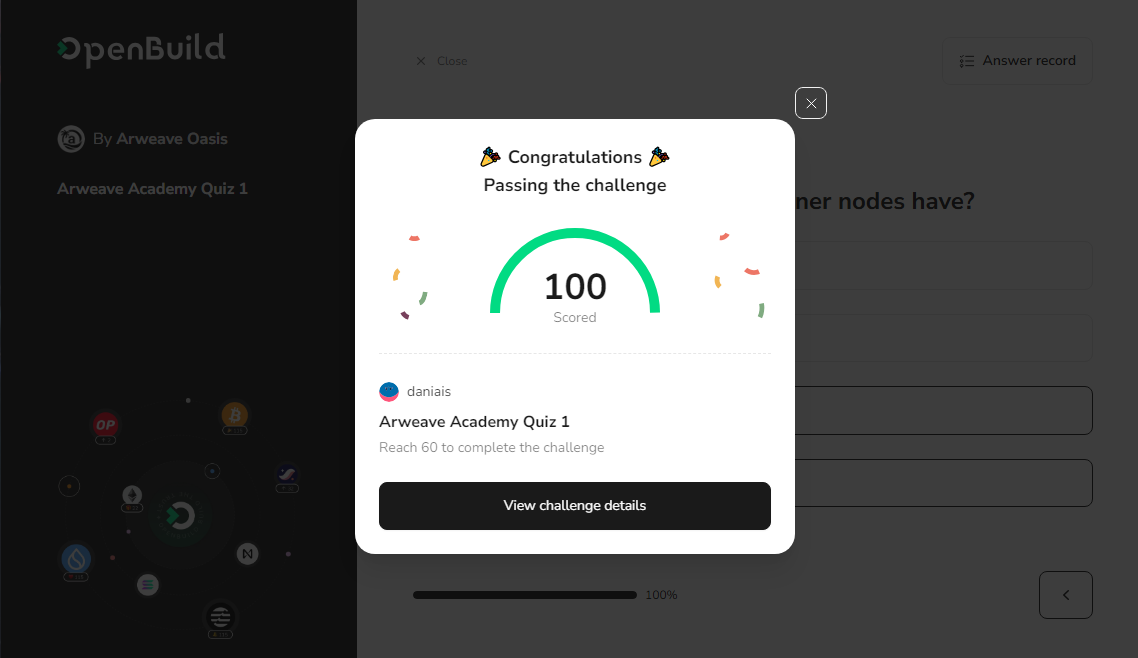 OpenBuild
By Arweave Oasis
Arweave Academy Quiz 1
OP
Close
Answer record
ner nodes have?
Congratulations
Passing the challenge
100
Scored
daniais
Arweave Academy Quiz 1
Reach 60 to complete the challenge
View challenge details
100%